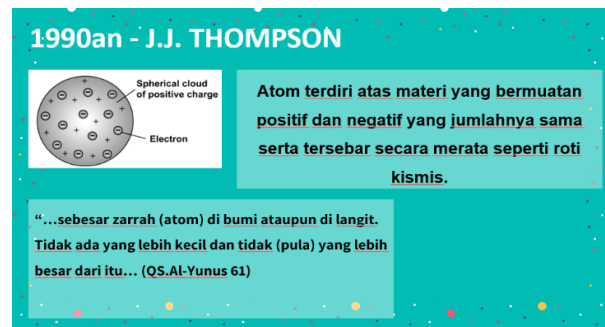 1990an - J.J. THOMPSON
Spherical cloud
of positive charge
Electron
Atom terdiri atas materi yang bermuatan
positif dan negatif yang jumlahnya sama
serta tersebar secara merata seperti roti
kismis.
“…sebesar zarrah (atom) di bumi ataupun di langit.
Tidak ada yang lebih kecil dan tidak (pula) yang lebih
besar dari itu… (QS.Al-Yunus 61)